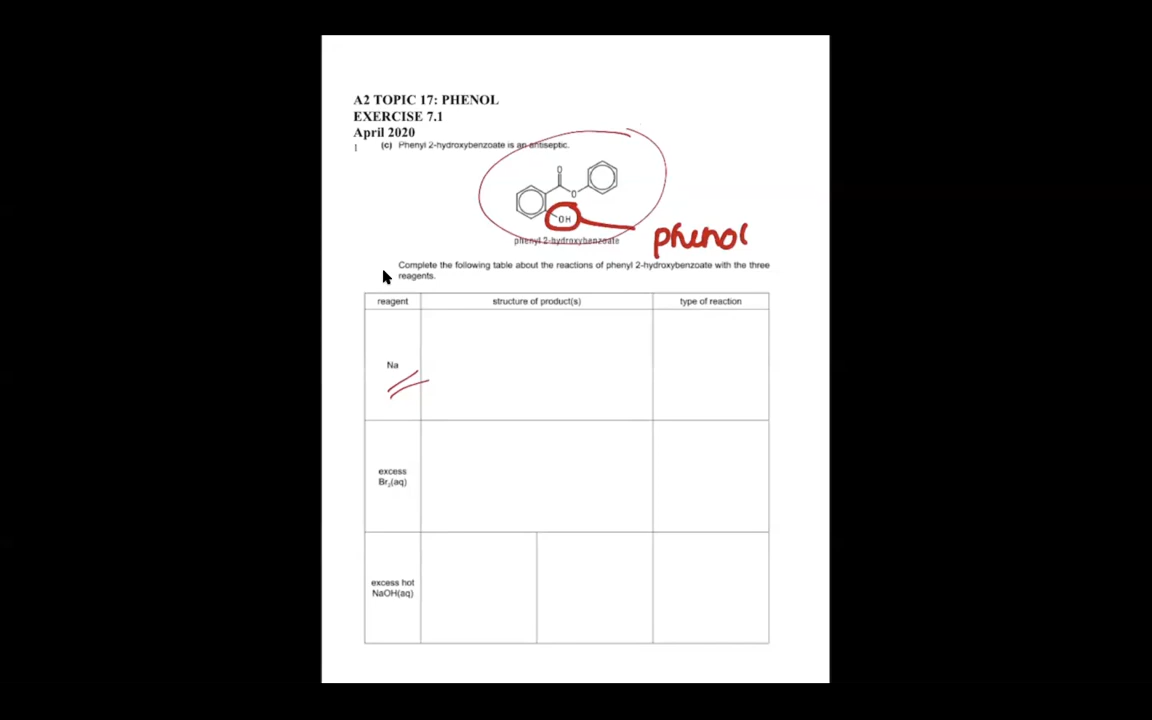 A2 TOPIC 17: PHENOL
EXERCISE 7.1
April 2020
1 (c) Phenyl 2-hydroxybenzoate is an antiseptic.
O
O
OH
phenol
phenyl 2-hydroxybenzoate
Complete the following table about the reactions of phenyl 2-hydroxybenzoate with the three
reagents.
reagent structure of product(s) type of reaction
Na
excess
Br₂(aq)
excess hot
NaOH(aq)